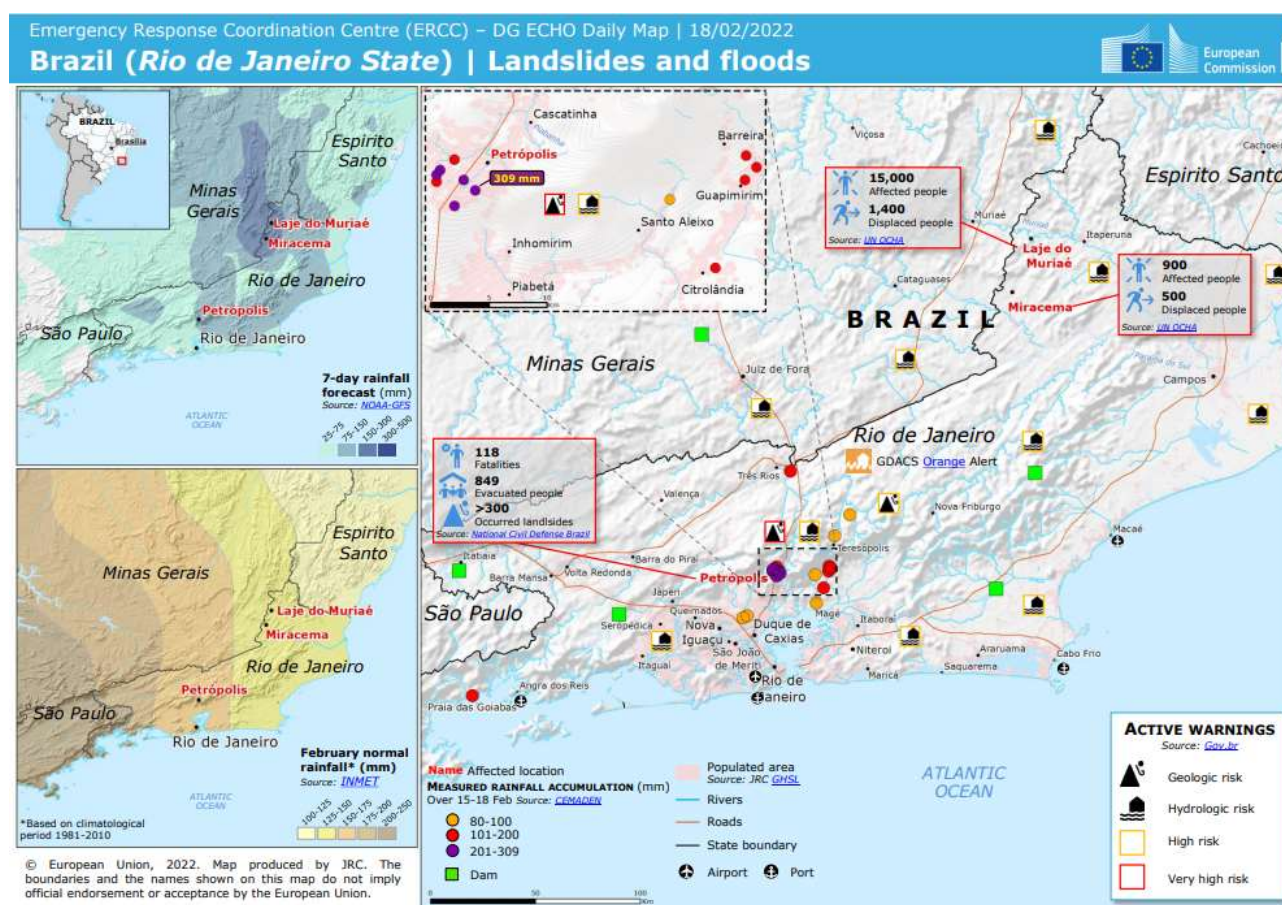 Emergency Response Coordination Centre (ERCC) – DG ECHO Daily Map | 18/02/2022
Brazil (Rio de Janeiro State) | Landslides and floods
European
Commission
BRAZIL
Brasília
Espirito
Santo
Minas
Gerais
Laje do Muriaé
Miracema
Rio de Janeiro
Petrópolis
São Paulo
Rio de Janeiro
7-day rainfall
forecast (mm)
Source: NOAA-GFS
ATLANTIC
OCEAN
25-75
75-150
150-300
300-500
Espirito
Santo
Minas Gerais
Laje do Muriaé
Miracema
Rio de Janeiro
Petrópolis
São Paulo
Rio de Janeiro
February normal
rainfall* (mm)
Source: INMET
ATLANTIC
OCEAN
*Based on climatological
period 1981-2010
100-125
125-150
150-175
175-200
200-250
© European Union, 2022. Map produced by JRC. The
boundaries and the names shown on this map do not imply
official endorsement or acceptance by the European Union.
Cascatinha
Barreira
Petrópolis
309 mm
Guapimirim
Santo Aleixo
Inhomirim
Piabetá
Citrolândia
0
5
10
Km
Viçosa
Cachoei
Espirito Santo
15,000
Affected people
1,400
Displaced people
Source: UN OCHA
Muriaé
Itaperuna
Laje do
Muriaé
Miracema
900
Affected people
500
Displaced people
Source: UN OCHA
Cataguases
BRAZIL
Minas Gerais
Juiz de Fora
Paraíba do Sul
Campos
Rio de Janeiro
GDACS Orange Alert
118
Fatalities
849
Evacuated people
>300
Occurred landlsides
Source: National Civil Defense Brazil
Três Rios
Valença
Nova Friburgo
Macaé
Teresópolis
Itatiaia
Barra do Piraí
Barra Mansa
Volta Redonda
Petrópolis
São Paulo
Japeri
Queimados
Seropédica
Nova
Iguaçu
Duque de
Caxias
Magé
Itaboraí
São João
de Meriti
Itaguaí
Niterói
Araruama
Cabo Frio
Maricá
Saquarema
Rio de
Janeiro
Angra dos Reis
Praia das Goiabas
ATLANTIC
OCEAN
Name Affected location
MEASURED RAINFALL ACCUMULATION (mm)
Over 15-18 Feb Source: CEMADEN
80-100
101-200
201-309
Dam
Populated area
Source: JRC GHSL
Rivers
Roads
State boundary
Airport
Port
0
50
100
Km
ACTIVE WARNINGS
Source: Gov.br
Geologic risk
Hydrologic risk
High risk
Very high risk